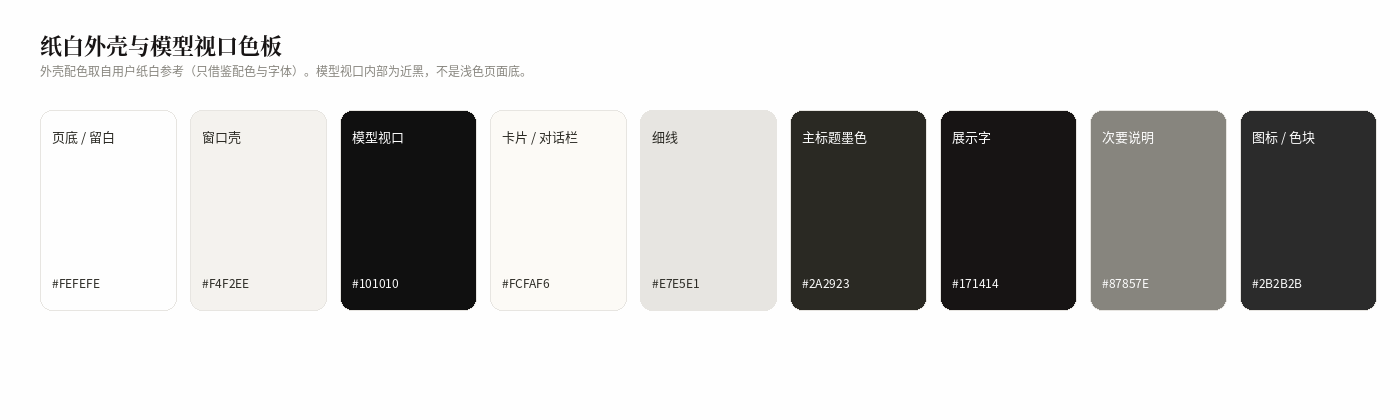 纸白外壳与模型视口色板
外壳配色取自用户纸白参考（只借鉴配色与字体）。模型视口内部为近黑，不是浅色页面底。
页底 / 留白
窗口壳
模型视口
卡片 / 对话栏
细线
主标题墨色
展示字
次要说明
图标 / 色块
#FEFEFE
#F4F2EE
#101010
#FCFAF6
#E7E5E1
#2A2923
#171414
#87857E
#2B2B2B